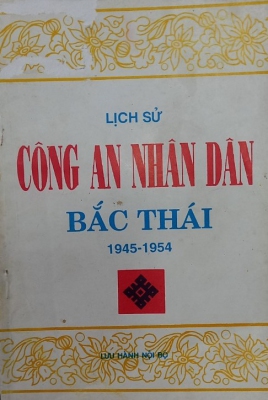 LỊCH SỬ
CÔNG AN NHÂN DÂN
BẮC THÁI
1945-1954
LƯU HÀNH NỘI BỘ